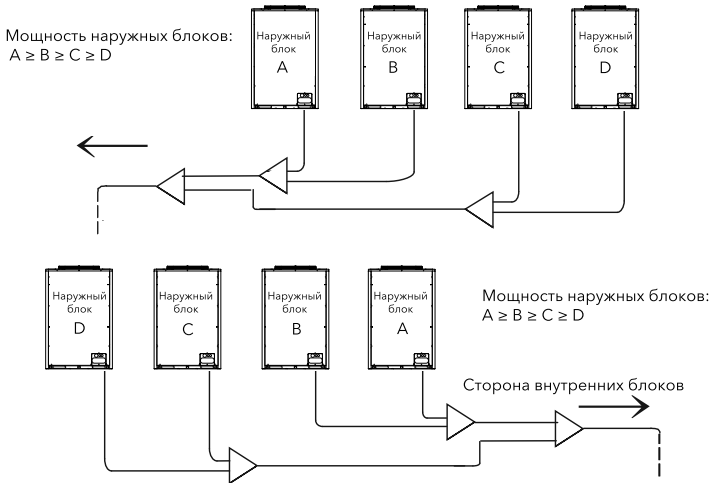 Мощность наружных блоков:
A ≥ B ≥ C ≥ D
Наружный
блок
A
Наружный
блок
B
Наружный
блок
C
Наружный
блок
D
Наружный
блок
D
Наружный
блок
C
Наружный
блок
B
Наружный
блок
A
Мощность наружных блоков:
A ≥ B ≥ C ≥ D
Сторона внутренних блоков